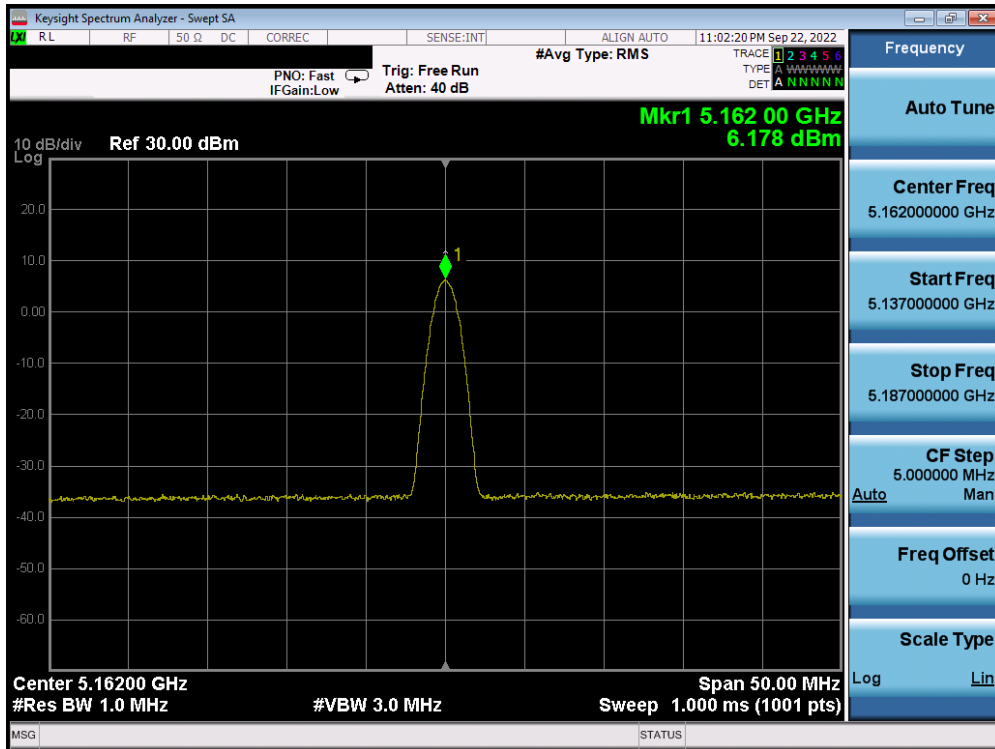 Keysight Spectrum Analyzer - Swept SA
LXI RL RF 50 Ω DC CORREC SENSE:INT ALIGN AUTO 11:02:20 PM Sep 22, 2022
#Avg Type: RMS TRACE 1 2 3 4 5 6
PNO: Fast Trig: Free Run TYPE A WWWWW
IFGain:Low Atten: 40 dB DET A N N N N N
Mkr1 5.162 00 GHz
10 dB/div Ref 30.00 dBm 6.178 dBm
Log
20.0
1
10.0
0.00
-10.0
-20.0
-30.0
-40.0
-50.0
-60.0
Center 5.16200 GHz Span 50.00 MHz
#Res BW 1.0 MHz #VBW 3.0 MHz Sweep 1.000 ms (1001 pts)
MSG STATUS
Frequency
Auto Tune
Center Freq
5.162000000 GHz
Start Freq
5.137000000 GHz
Stop Freq
5.187000000 GHz
CF Step
5.000000 MHz
Auto Man
Freq Offset
0 Hz
Scale Type
Log Lin